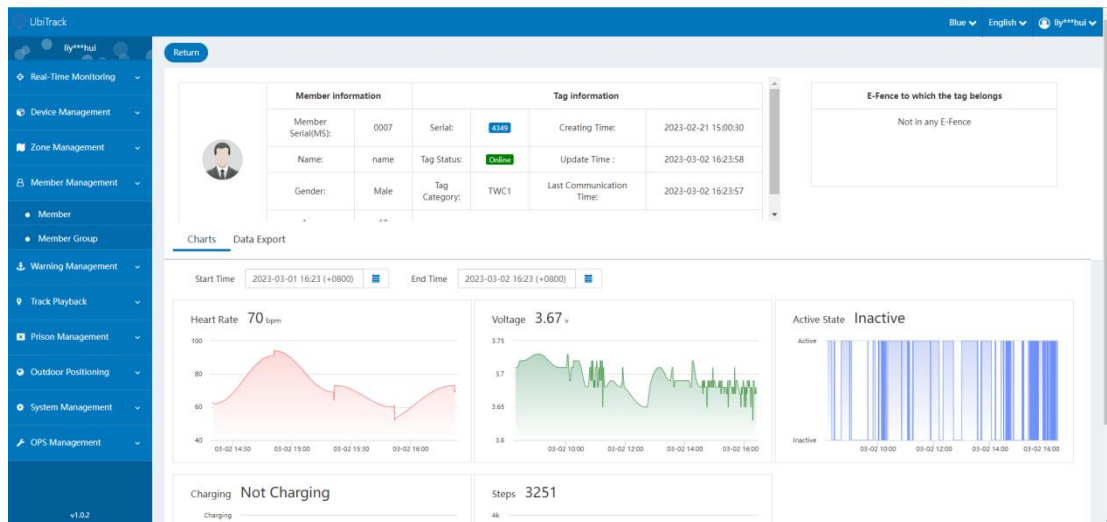 UbiTrack
Blue English liy***hui
liy***hui
Return
Real-Time Monitoring
Device Management
Zone Management
Member Management
Member
Member Group
Warning Management
Track Playback
Prison Management
Outdoor Positioning
System Management
OPS Management
v1.0.2
Member information Tag information
Member Serial(MS): 0007 Serial: 4349 Creating Time: 2023-02-21 15:00:30
Name: name Tag Status: Online Update Time : 2023-03-02 16:23:58
Gender: Male Tag Category: TWC1 Last Communication Time: 2023-03-02 16:23:57
E-Fence to which the tag belongs
Not in any E-Fence
Charts Data Export
Start Time 2023-03-01 16:23 (+0800) End Time 2023-03-02 16:23 (+0800)
Heart Rate 70 bpm
100
80
60
40
03-02 14:30 03-02 15:00 03-02 15:30 03-02 16:00
Voltage 3.67 v
3.75
3.7
3.65
3.6
03-02 10:00 03-02 12:00 03-02 14:00 03-02 16:00
Active State Inactive
Active
Inactive
03-02 10:00 03-02 12:00 03-02 14:00 03-02 16:00
Charging Not Charging
Charging
Steps 3251
4k